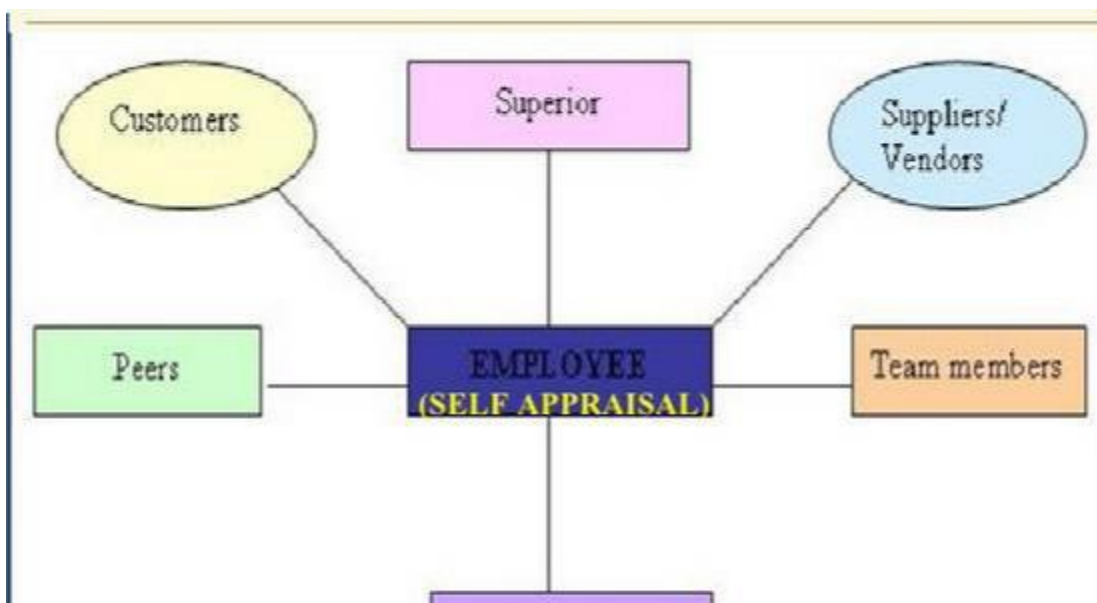 Customers
Superior
Suppliers/
Vendors
Peers
EMPLOYEE
(SELF APPRAISAL)
Team members